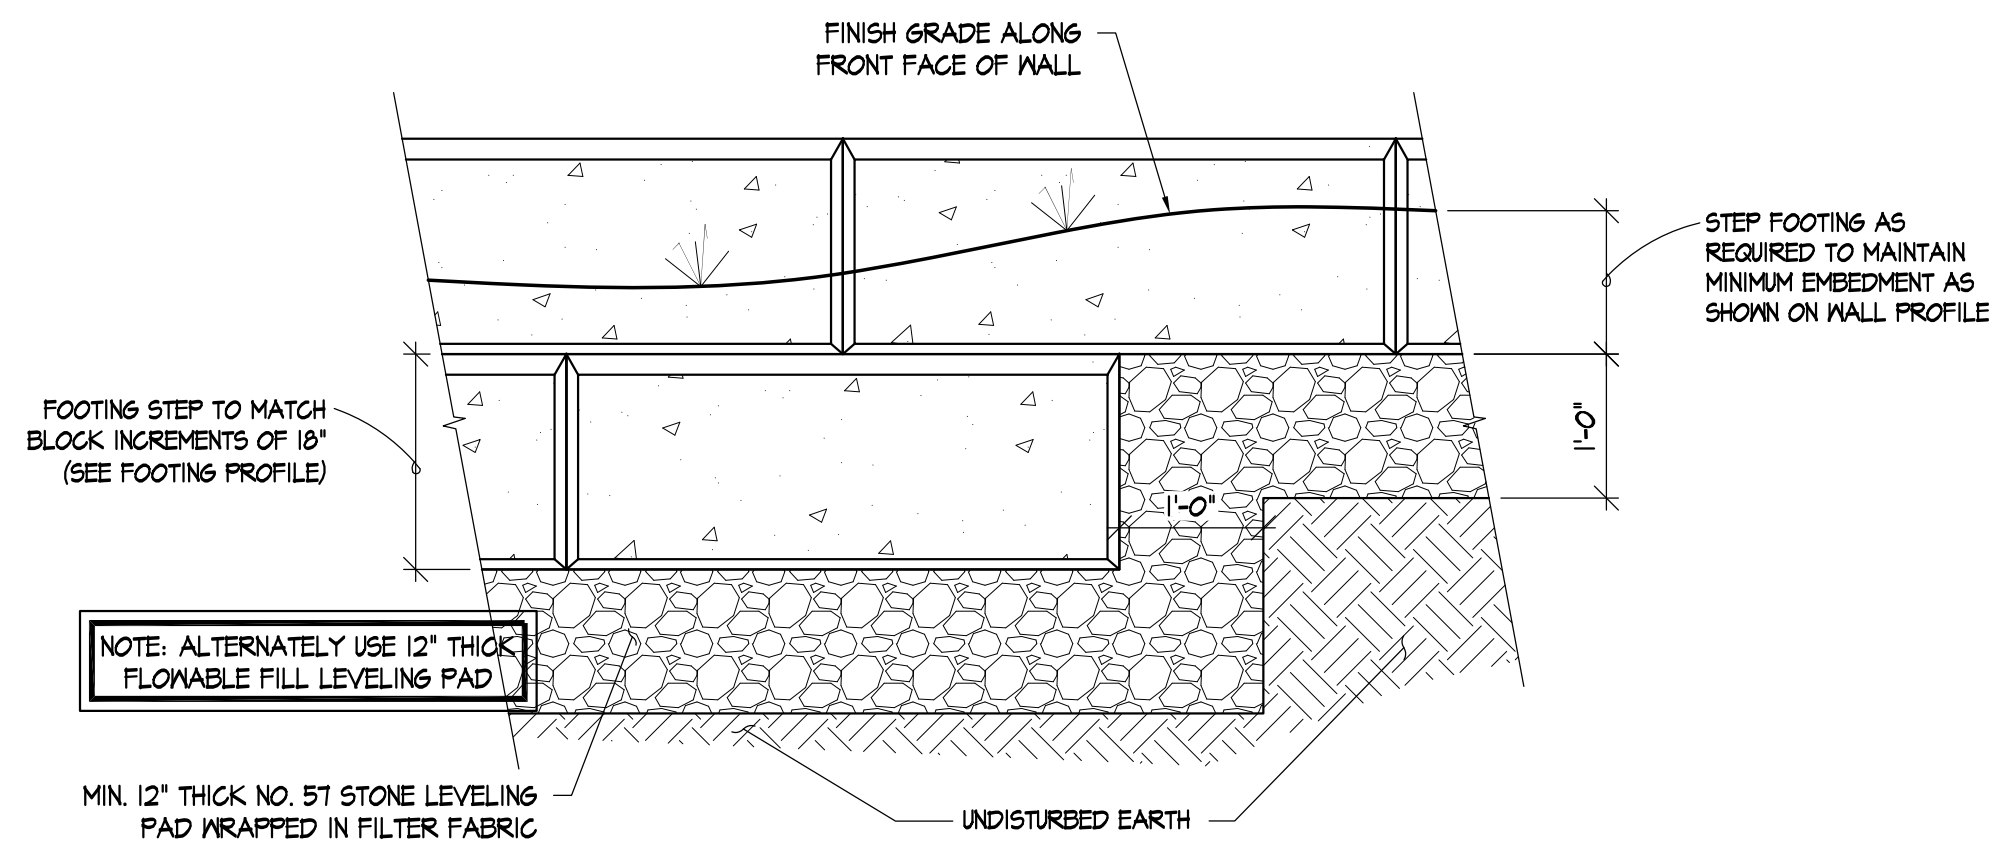 FINISH GRADE ALONG
FRONT FACE OF WALL
STEP FOOTING AS
REQUIRED TO MAINTAIN
MINIMUM EMBEDMENT AS
SHOWN ON WALL PROFILE
FOOTING STEP TO MATCH
BLOCK INCREMENTS OF 18"
(SEE FOOTING PROFILE)
1'-0"
1'-0"
NOTE: ALTERNATELY USE 12" THICK
FLOWABLE FILL LEVELING PAD
MIN. 12" THICK NO. 57 STONE LEVELING
PAD WRAPPED IN FILTER FABRIC
UNDISTURBED EARTH